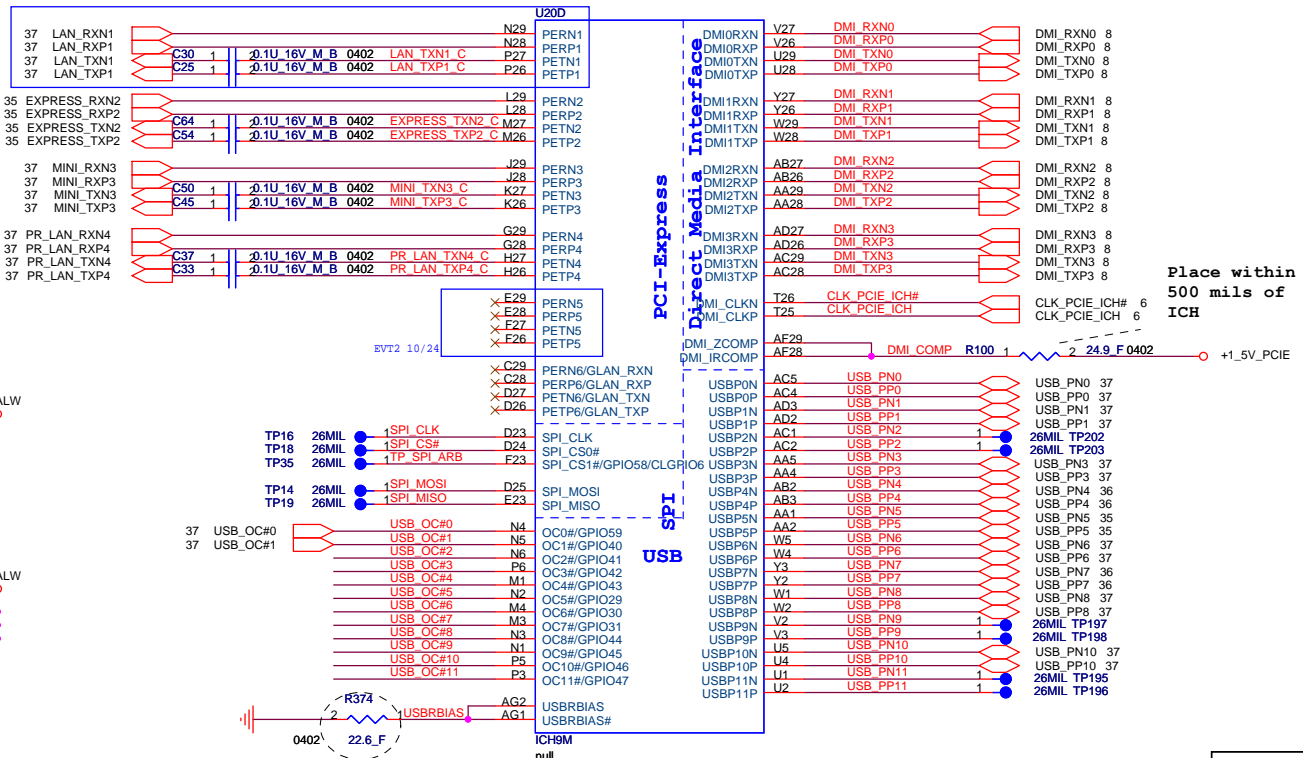 U20D
37 LAN_RXN1 N29 PERN1 DMI0RXN V27 DMI_RXN0 DMI_RXN0 8
37 LAN_RXP1 N28 PERP1 DMI0RXP V26 DMI_RXP0 DMI_RXP0 8
37 LAN_TXN1 C30 1 2 0.1U_16V_M_B 0402 LAN_TXN1_C P27 PETN1 DMI0TXN U29 DMI_TXN0 DMI_TXN0 8
37 LAN_TXP1 C25 1 2 0.1U_16V_M_B 0402 LAN_TXP1_C P26 PETP1 DMI0TXP U28 DMI_TXP0 DMI_TXP0 8
35 EXPRESS_RXN2 L29 PERN2 DMI1RXN Y27 DMI_RXN1 DMI_RXN1 8
35 EXPRESS_RXP2 L28 PERP2 DMI1RXP Y26 DMI_RXP1 DMI_RXP1 8
35 EXPRESS_TXN2 C64 1 2 0.1U_16V_M_B 0402 EXPRESS_TXN2_C M27 PETN2 DMI1TXN W29 DMI_TXN1 DMI_TXN1 8
35 EXPRESS_TXP2 C54 1 2 0.1U_16V_M_B 0402 EXPRESS_TXP2_C M26 PETP2 DMI1TXP W28 DMI_TXP1 DMI_TXP1 8
37 MINI_RXN3 J29 PERN3 DMI2RXN AB27 DMI_RXN2 DMI_RXN2 8
37 MINI_RXP3 J28 PERP3 DMI2RXP AB26 DMI_RXP2 DMI_RXP2 8
37 MINI_TXN3 C50 1 2 0.1U_16V_M_B 0402 MINI_TXN3_C K27 PETN3 DMI2TXN AA29 DMI_TXN2 DMI_TXN2 8
37 MINI_TXP3 C45 1 2 0.1U_16V_M_B 0402 MINI_TXP3_C K26 PETP3 DMI2TXP AA28 DMI_TXP2 DMI_TXP2 8
37 PR_LAN_RXN4 G29 PERN4 DMI3RXN AD27 DMI_RXN3 DMI_RXN3 8
37 PR_LAN_RXP4 G28 PERP4 DMI3RXP AD26 DMI_RXP3 DMI_RXP3 8
37 PR_LAN_TXN4 C37 1 2 0.1U_16V_M_B 0402 PR_LAN_TXN4_C H27 PETN4 DMI3TXN AC29 DMI_TXN3 DMI_TXN3 8
37 PR_LAN_TXP4 C33 1 2 0.1U_16V_M_B 0402 PR_LAN_TXP4_C H26 PETP4 DMI3TXP AC28 DMI_TXP3 DMI_TXP3 8
PCI-Express
Direct Media Interface
Place within
500 mils of
ICH
E29 PERN5 DMI_CLKN T26 CLK_PCIE_ICH# CLK_PCIE_ICH# 6
E28 PERP5 DMI_CLKP T25 CLK_PCIE_ICH CLK_PCIE_ICH 6
F27 PETN5
F26 PETP5 DMI_ZCOMP AF29
EVT2 10/24
DMI_IRCOMP AF28 DMI_COMP R100 1 2 24.9_F 0402 +1_5V_PCIE
C29 PERN6/GLAN_RXN USBP0N AC5 USB_PN0 USB_PN0 37
C28 PERP6/GLAN_RXP USBP0P AC4 USB_PP0 USB_PP0 37
D27 PETN6/GLAN_TXN USBP1N AD3 USB_PN1 USB_PN1 37
D26 PETP6/GLAN_TXP USBP1P AD2 USB_PP1 USB_PP1 37
ALW
TP16 26MIL 1 SPI_CLK D23 SPI_CLK USBP2N AC1 USB_PN2 1 26MIL TP202
TP18 26MIL 1 SPI_CS# D24 SPI_CS0# USBP2P AC2 USB_PP2 1 26MIL TP203
TP35 26MIL 1 TP_SPI_ARB F23 SPI_CS1#/GPIO58/CLGPIO6 USBP3N AA5 USB_PN3 USB_PN3 37
USBP3P AA4 USB_PP3 USB_PP3 37
TP14 26MIL 1 SPI_MOSI D25 SPI_MOSI USBP4N AB2 USB_PN4 USB_PN4 36
TP19 26MIL 1 SPI_MISO E23 SPI_MISO USBP4P AB3 USB_PP4 USB_PP4 36
SPI
USBP5N AA1 USB_PN5 USB_PN5 35
37 USB_OC#0 USB_OC#0 N4 OC0#/GPIO59 USBP5P AA2 USB_PP5 USB_PP5 35
37 USB_OC#1 USB_OC#1 N5 OC1#/GPIO40 USBP6N W5 USB_PN6 USB_PN6 37
USB_OC#2 N6 OC2#/GPIO41 USBP6P W4 USB_PP6 USB_PP6 37
USB
USB_OC#3 P6 OC3#/GPIO42 USBP7N Y3 USB_PN7 USB_PN7 36
ALW
USB_OC#4 M1 OC4#/GPIO43 USBP7P Y2 USB_PP7 USB_PP7 36
USB_OC#5 N2 OC5#/GPIO29 USBP8N W1 USB_PN8 USB_PN8 37
USB_OC#6 M4 OC6#/GPIO30 USBP8P W2 USB_PP8 USB_PP8 37
USB_OC#7 M3 OC7#/GPIO31 USBP9N V2 USB_PN9 1 26MIL TP197
USB_OC#8 N3 OC8#/GPIO44 USBP9P V3 USB_PP9 1 26MIL TP198
USB_OC#9 N1 OC9#/GPIO45 USBP10N U5 USB_PN10 USB_PN10 37
USB_OC#10 P5 OC10#/GPIO46 USBP10P U4 USB_PP10 USB_PP10 37
USB_OC#11 P3 OC11#/GPIO47 USBP11N U1 USB_PN11 1 26MIL TP195
USBP11P U2 USB_PP11 1 26MIL TP196
R374 AG2 USBRBIAS
2 1 USBRBIAS AG1 USBRBIAS#
0402 22.6_F
ICH9M
null